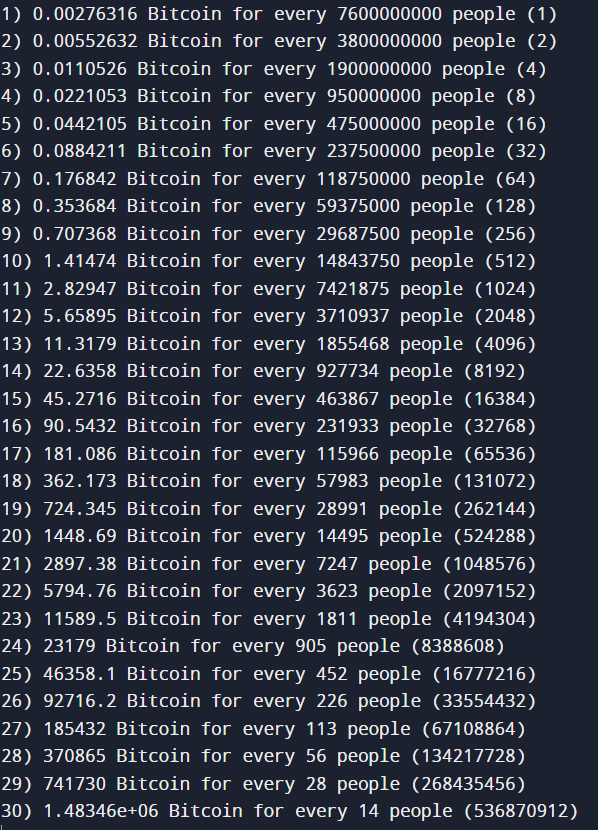 1) 0.00276316 Bitcoin for every 7600000000 people (1)
2) 0.00552632 Bitcoin for every 3800000000 people (2)
3) 0.0110526 Bitcoin for every 1900000000 people (4)
4) 0.0221053 Bitcoin for every 950000000 people (8)
5) 0.0442105 Bitcoin for every 475000000 people (16)
6) 0.0884211 Bitcoin for every 237500000 people (32)
7) 0.176842 Bitcoin for every 118750000 people (64)
8) 0.353684 Bitcoin for every 59375000 people (128)
9) 0.707368 Bitcoin for every 29687500 people (256)
10) 1.41474 Bitcoin for every 14843750 people (512)
11) 2.82947 Bitcoin for every 7421875 people (1024)
12) 5.65895 Bitcoin for every 3710937 people (2048)
13) 11.3179 Bitcoin for every 1855468 people (4096)
14) 22.6358 Bitcoin for every 927734 people (8192)
15) 45.2716 Bitcoin for every 463867 people (16384)
16) 90.5432 Bitcoin for every 231933 people (32768)
17) 181.086 Bitcoin for every 115966 people (65536)
18) 362.173 Bitcoin for every 57983 people (131072)
19) 724.345 Bitcoin for every 28991 people (262144)
20) 1448.69 Bitcoin for every 14495 people (524288)
21) 2897.38 Bitcoin for every 7247 people (1048576)
22) 5794.76 Bitcoin for every 3623 people (2097152)
23) 11589.5 Bitcoin for every 1811 people (4194304)
24) 23179 Bitcoin for every 905 people (8388608)
25) 46358.1 Bitcoin for every 452 people (16777216)
26) 92716.2 Bitcoin for every 226 people (33554432)
27) 185432 Bitcoin for every 113 people (67108864)
28) 370865 Bitcoin for every 56 people (134217728)
29) 741730 Bitcoin for every 28 people (268435456)
30) 1.48346e+06 Bitcoin for every 14 people (536870912)